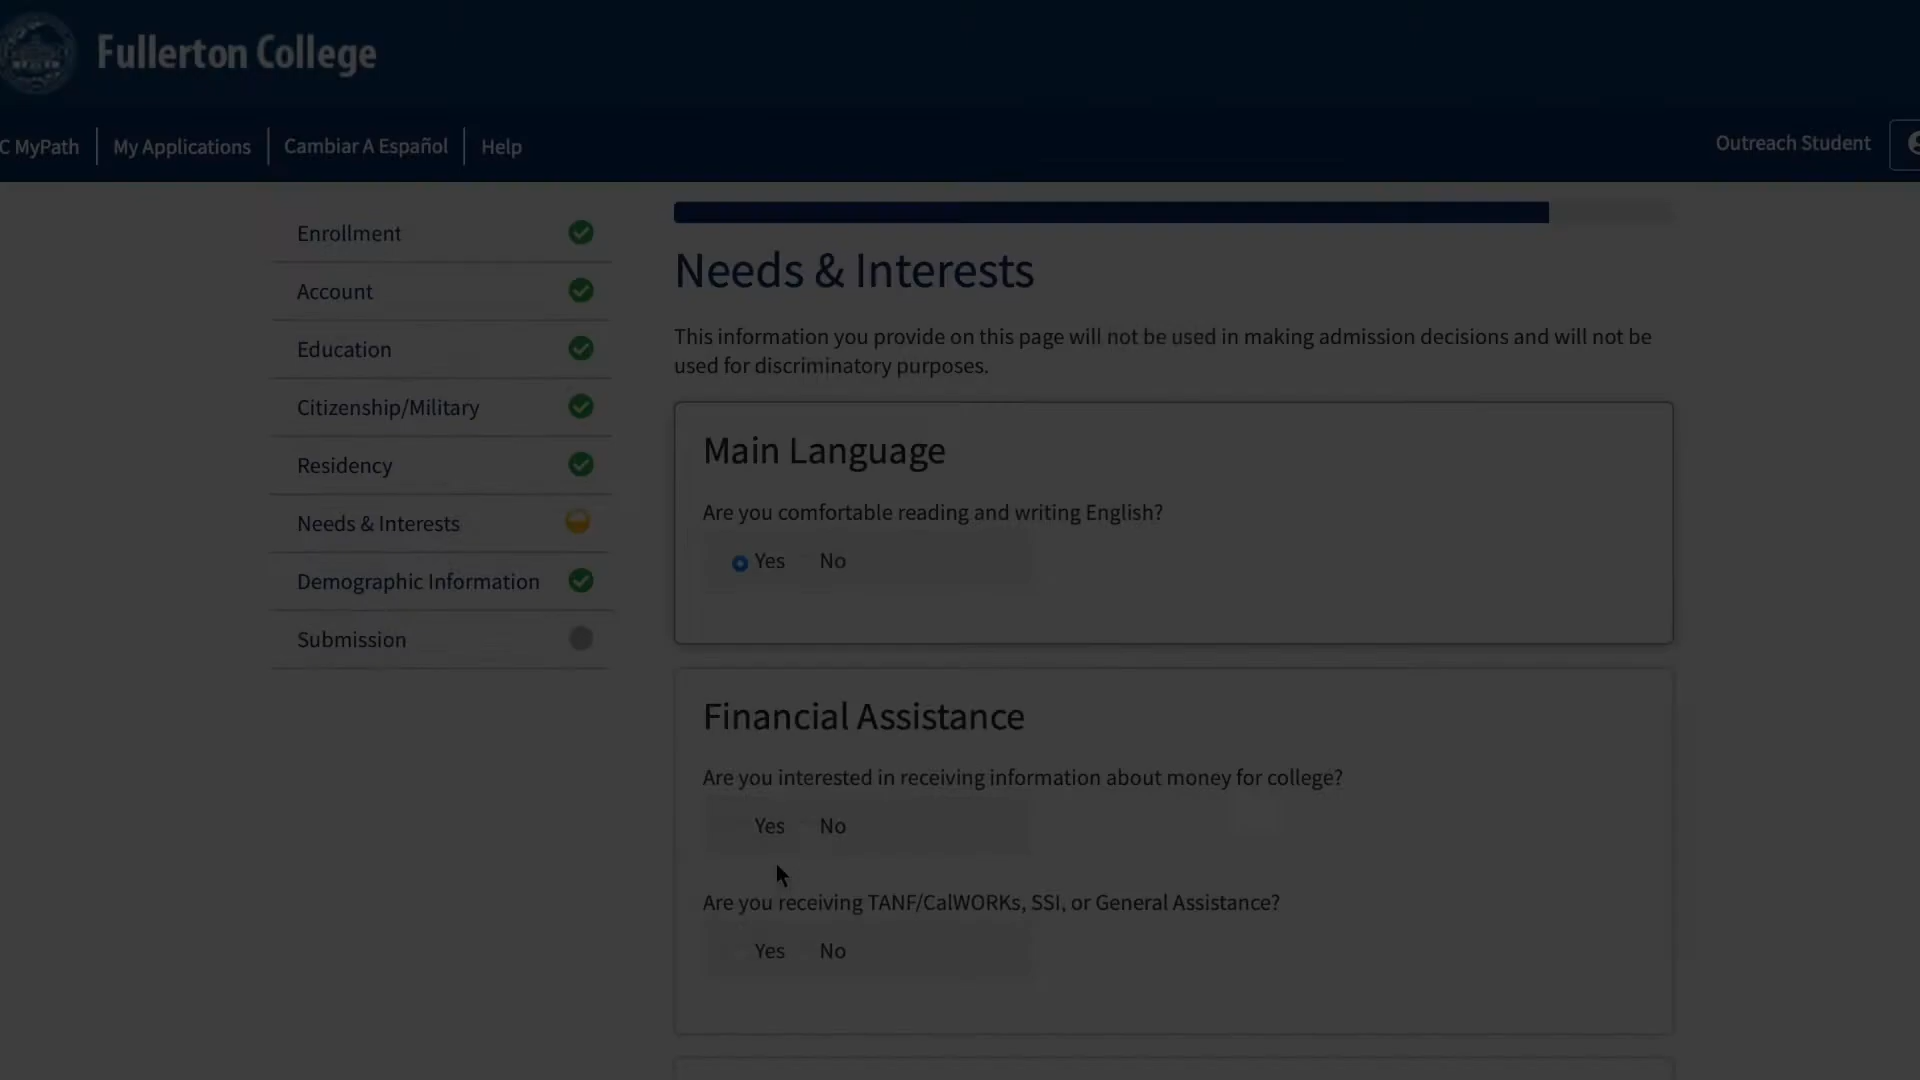 Fullerton College
C MyPath
My Applications
Cambiar A Español
Help
Outreach Student
Enrollment
Account
Education
Citizenship/Military
Residency
Needs & Interests
Demographic Information
Submission
Needs & Interests
This information you provide on this page will not be used in making admission decisions and will not be
used for discriminatory purposes.
Main Language
Are you comfortable reading and writing English?
Yes No
Financial Assistance
Are you interested in receiving information about money for college?
Yes No
Are you receiving TANF/CalWORKs, SSI, or General Assistance?
Yes No